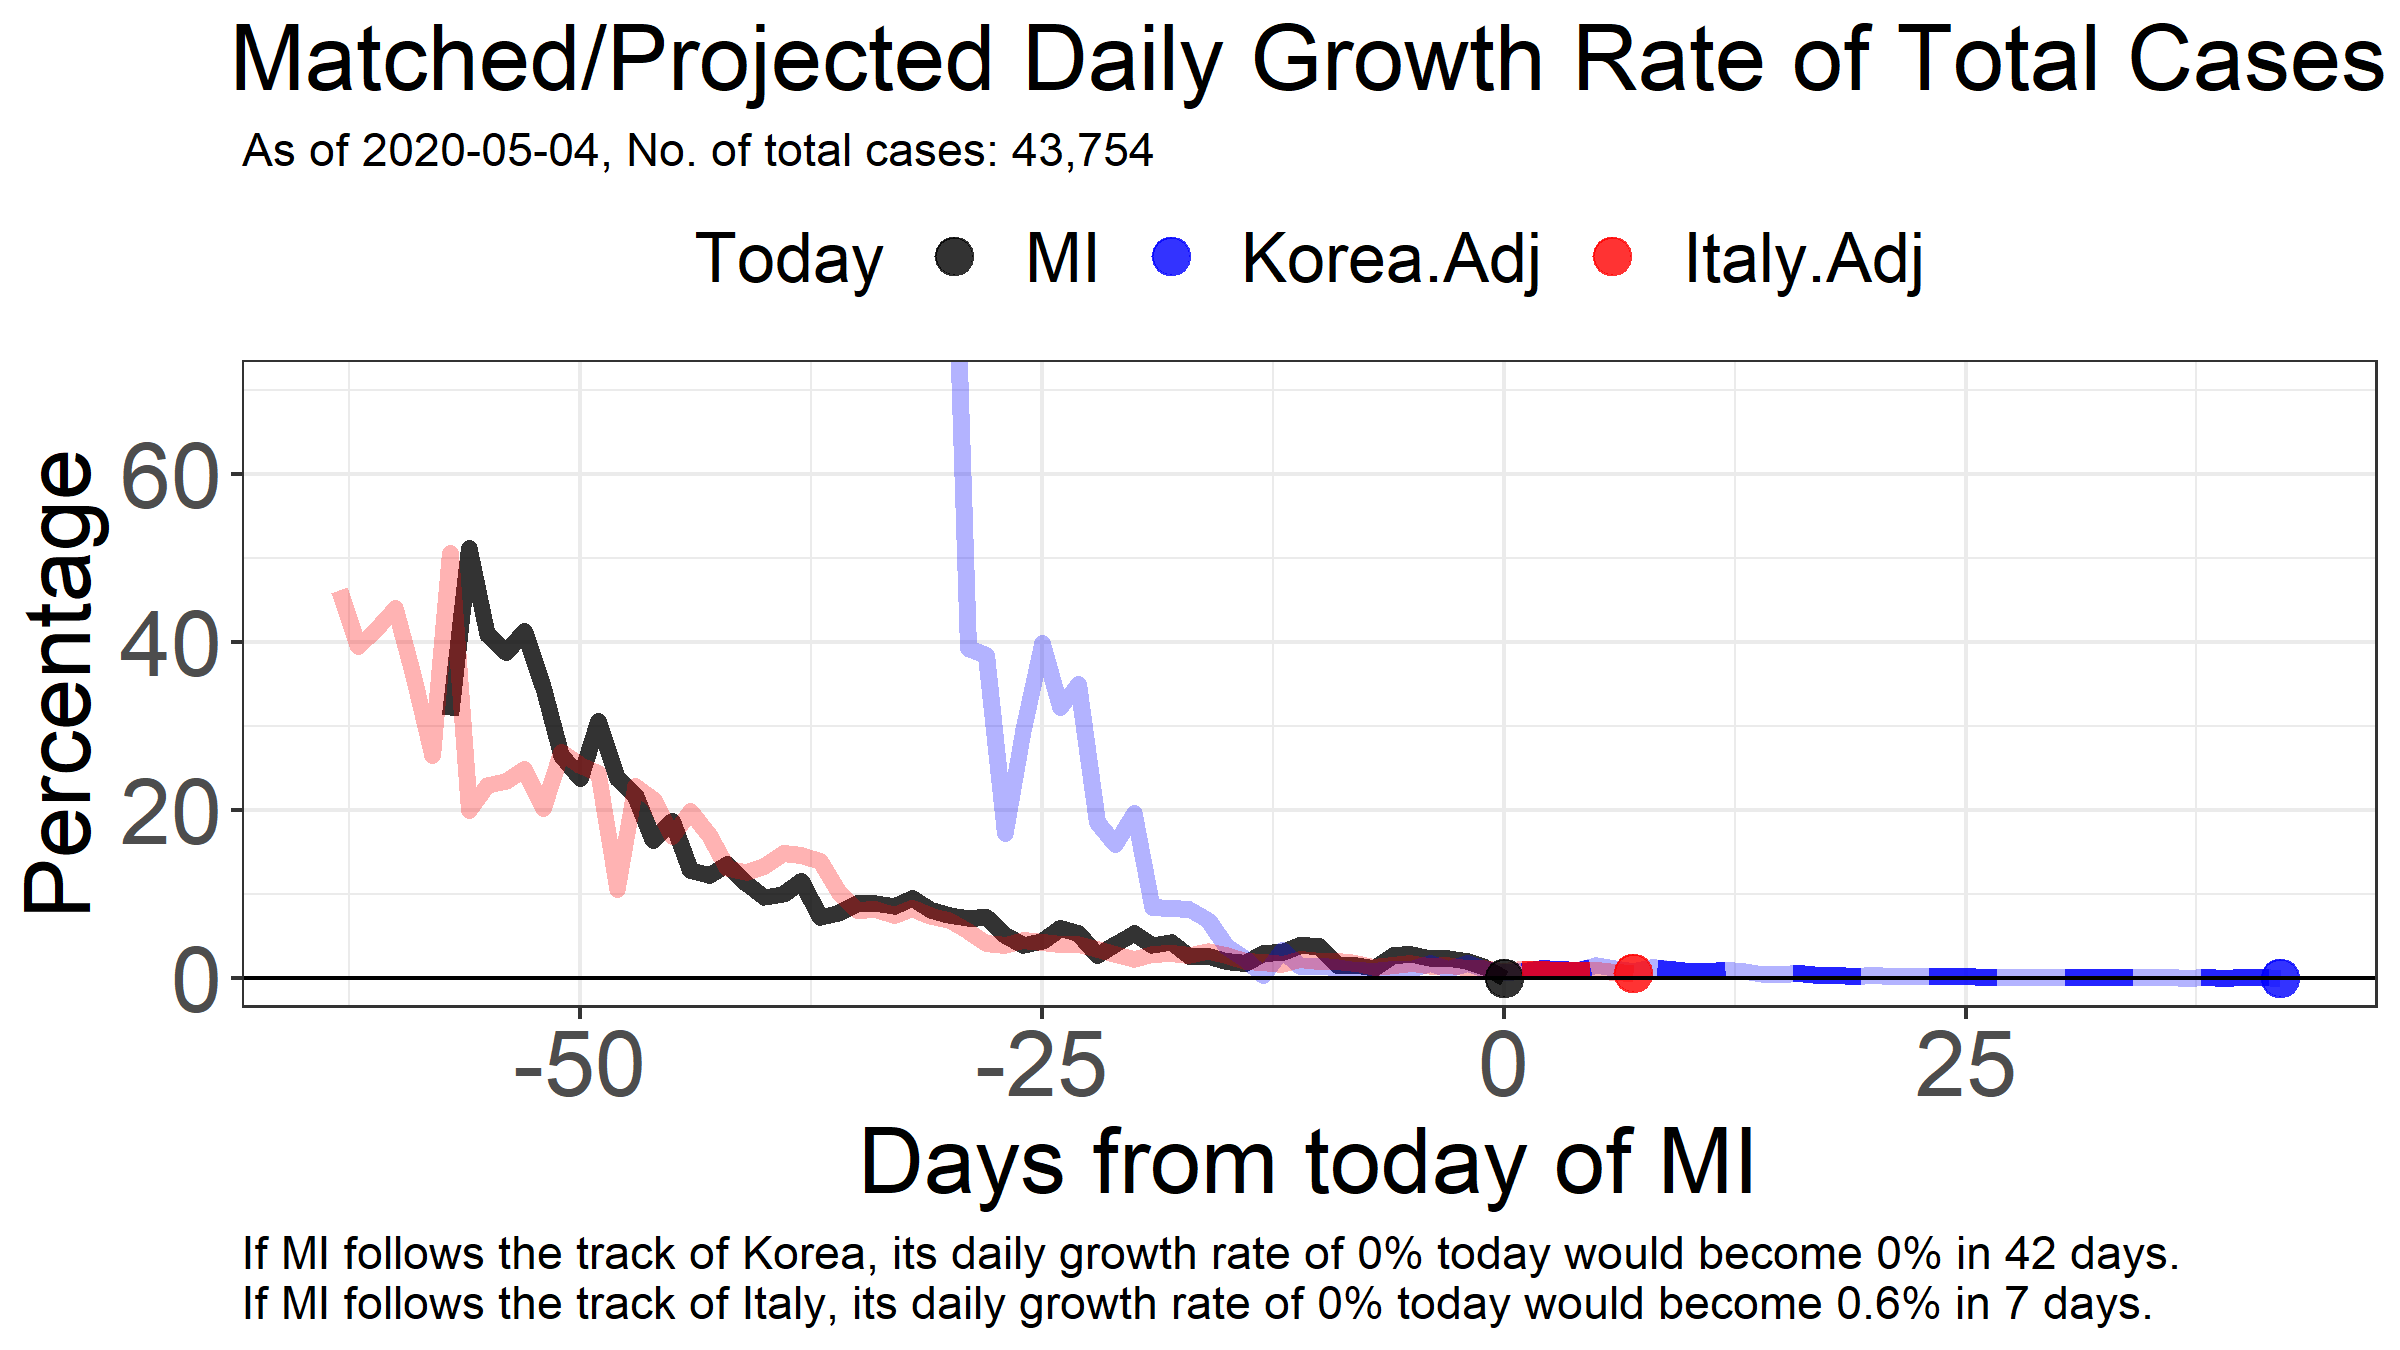 Matched/Projected Daily Growth Rate of Total Cases
As of 2020-05-04, No. of total cases: 43,754
Today MI Korea.Adj Italy.Adj
Percentage
60
40
20
0
-50 -25 0 25
Days from today of MI
If MI follows the track of Korea, its daily growth rate of 0% today would become 0% in 42 days.
If MI follows the track of Italy, its daily growth rate of 0% today would become 0.6% in 7 days.